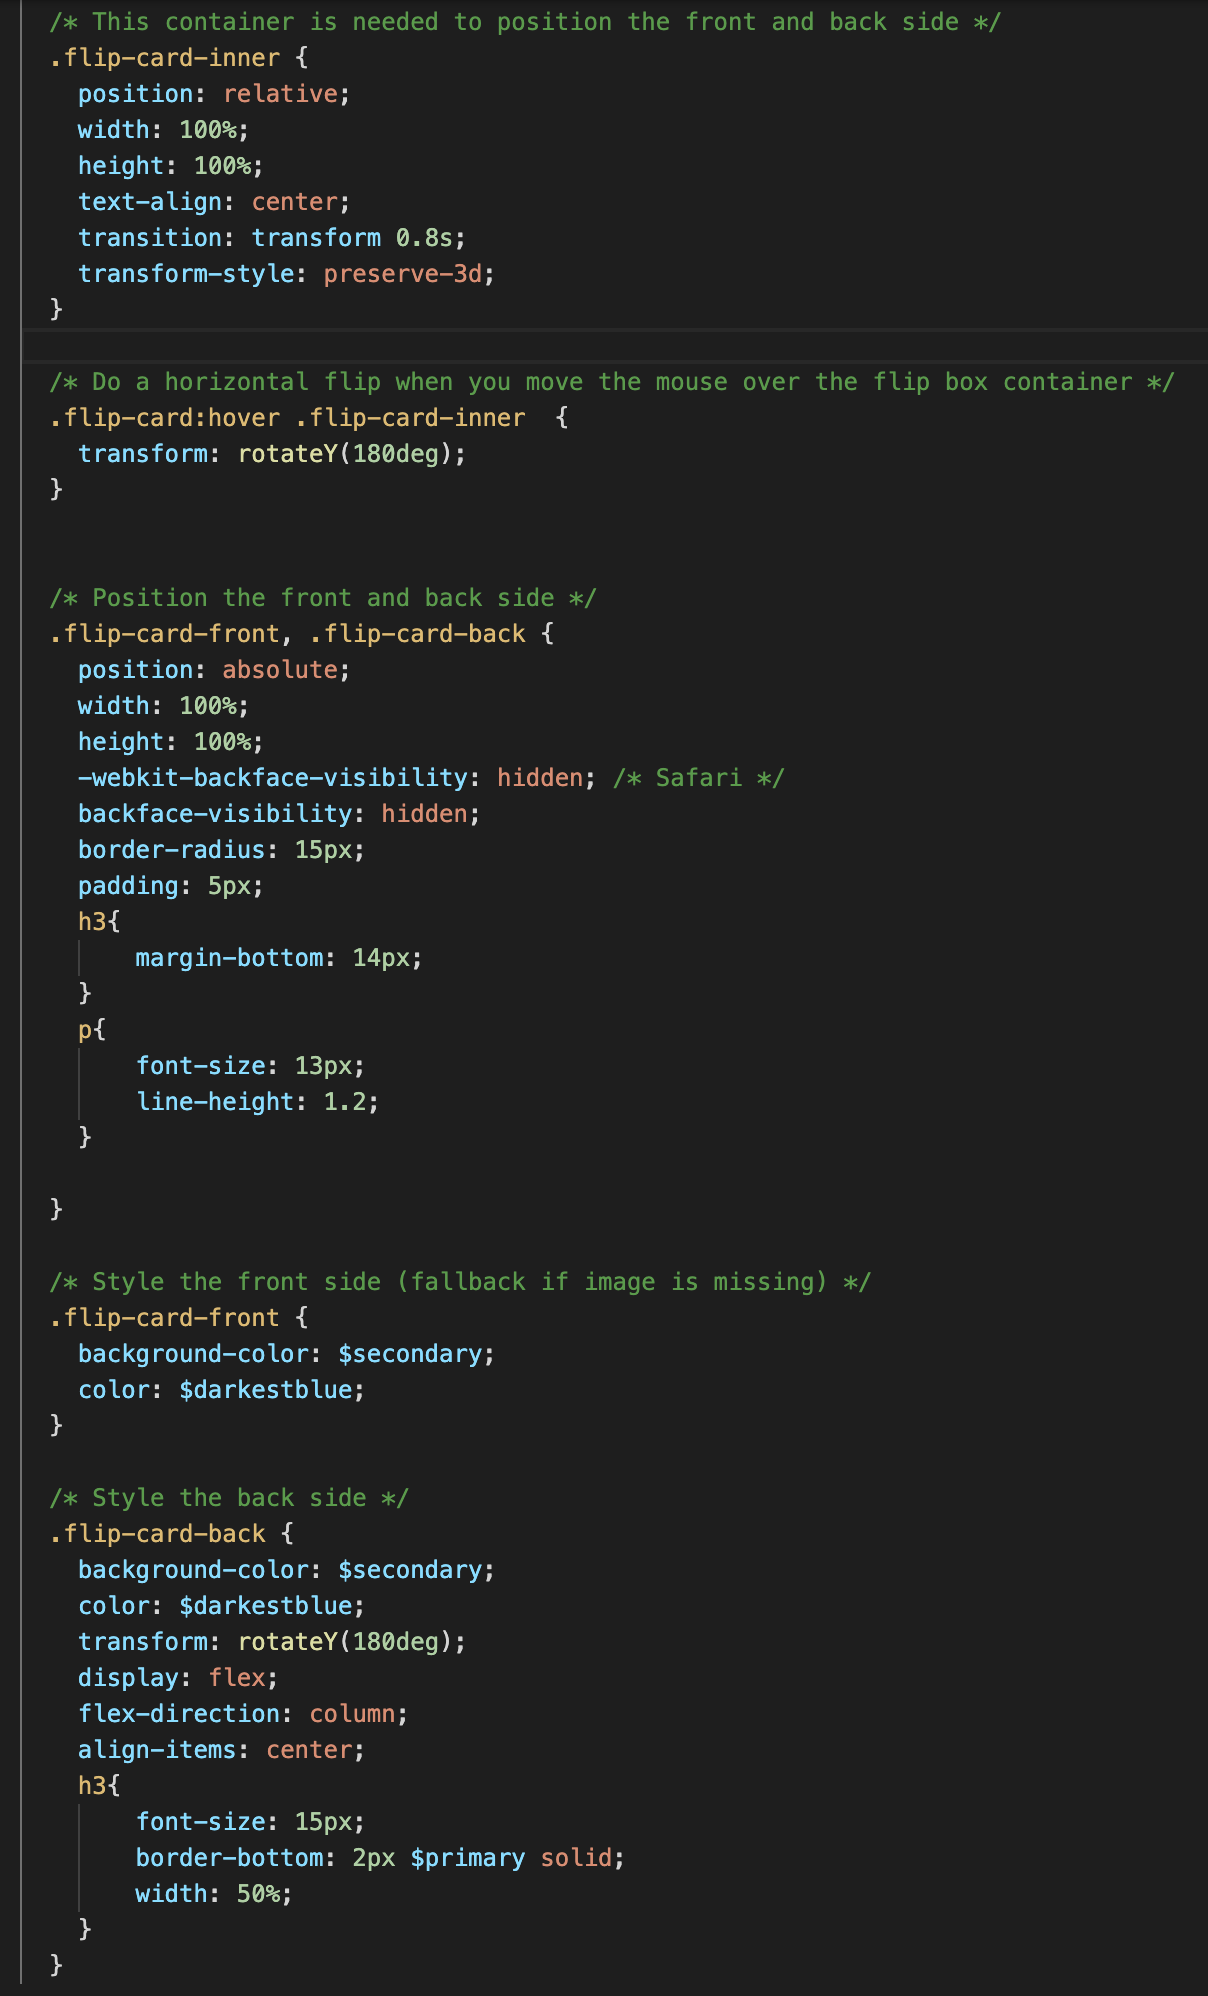 /* This container is needed to position the front and back side */
.flip-card-inner {
  position: relative;
  width: 100%;
  height: 100%;
  text-align: center;
  transition: transform 0.8s;
  transform-style: preserve-3d;
}

/* Do a horizontal flip when you move the mouse over the flip box container */
.flip-card:hover .flip-card-inner  {
  transform: rotateY(180deg);
}


/* Position the front and back side */
.flip-card-front, .flip-card-back {
  position: absolute;
  width: 100%;
  height: 100%;
  -webkit-backface-visibility: hidden; /* Safari */
  backface-visibility: hidden;
  border-radius: 15px;
  padding: 5px;
  h3{
      margin-bottom: 14px;
  }
  p{
      font-size: 13px;
      line-height: 1.2;
  }

}

/* Style the front side (fallback if image is missing) */
.flip-card-front {
  background-color: $secondary;
  color: $darkestblue;
}

/* Style the back side */
.flip-card-back {
  background-color: $secondary;
  color: $darkestblue;
  transform: rotateY(180deg);
  display: flex;
  flex-direction: column;
  align-items: center;
  h3{
      font-size: 15px;
      border-bottom: 2px $primary solid;
      width: 50%;
  }
}